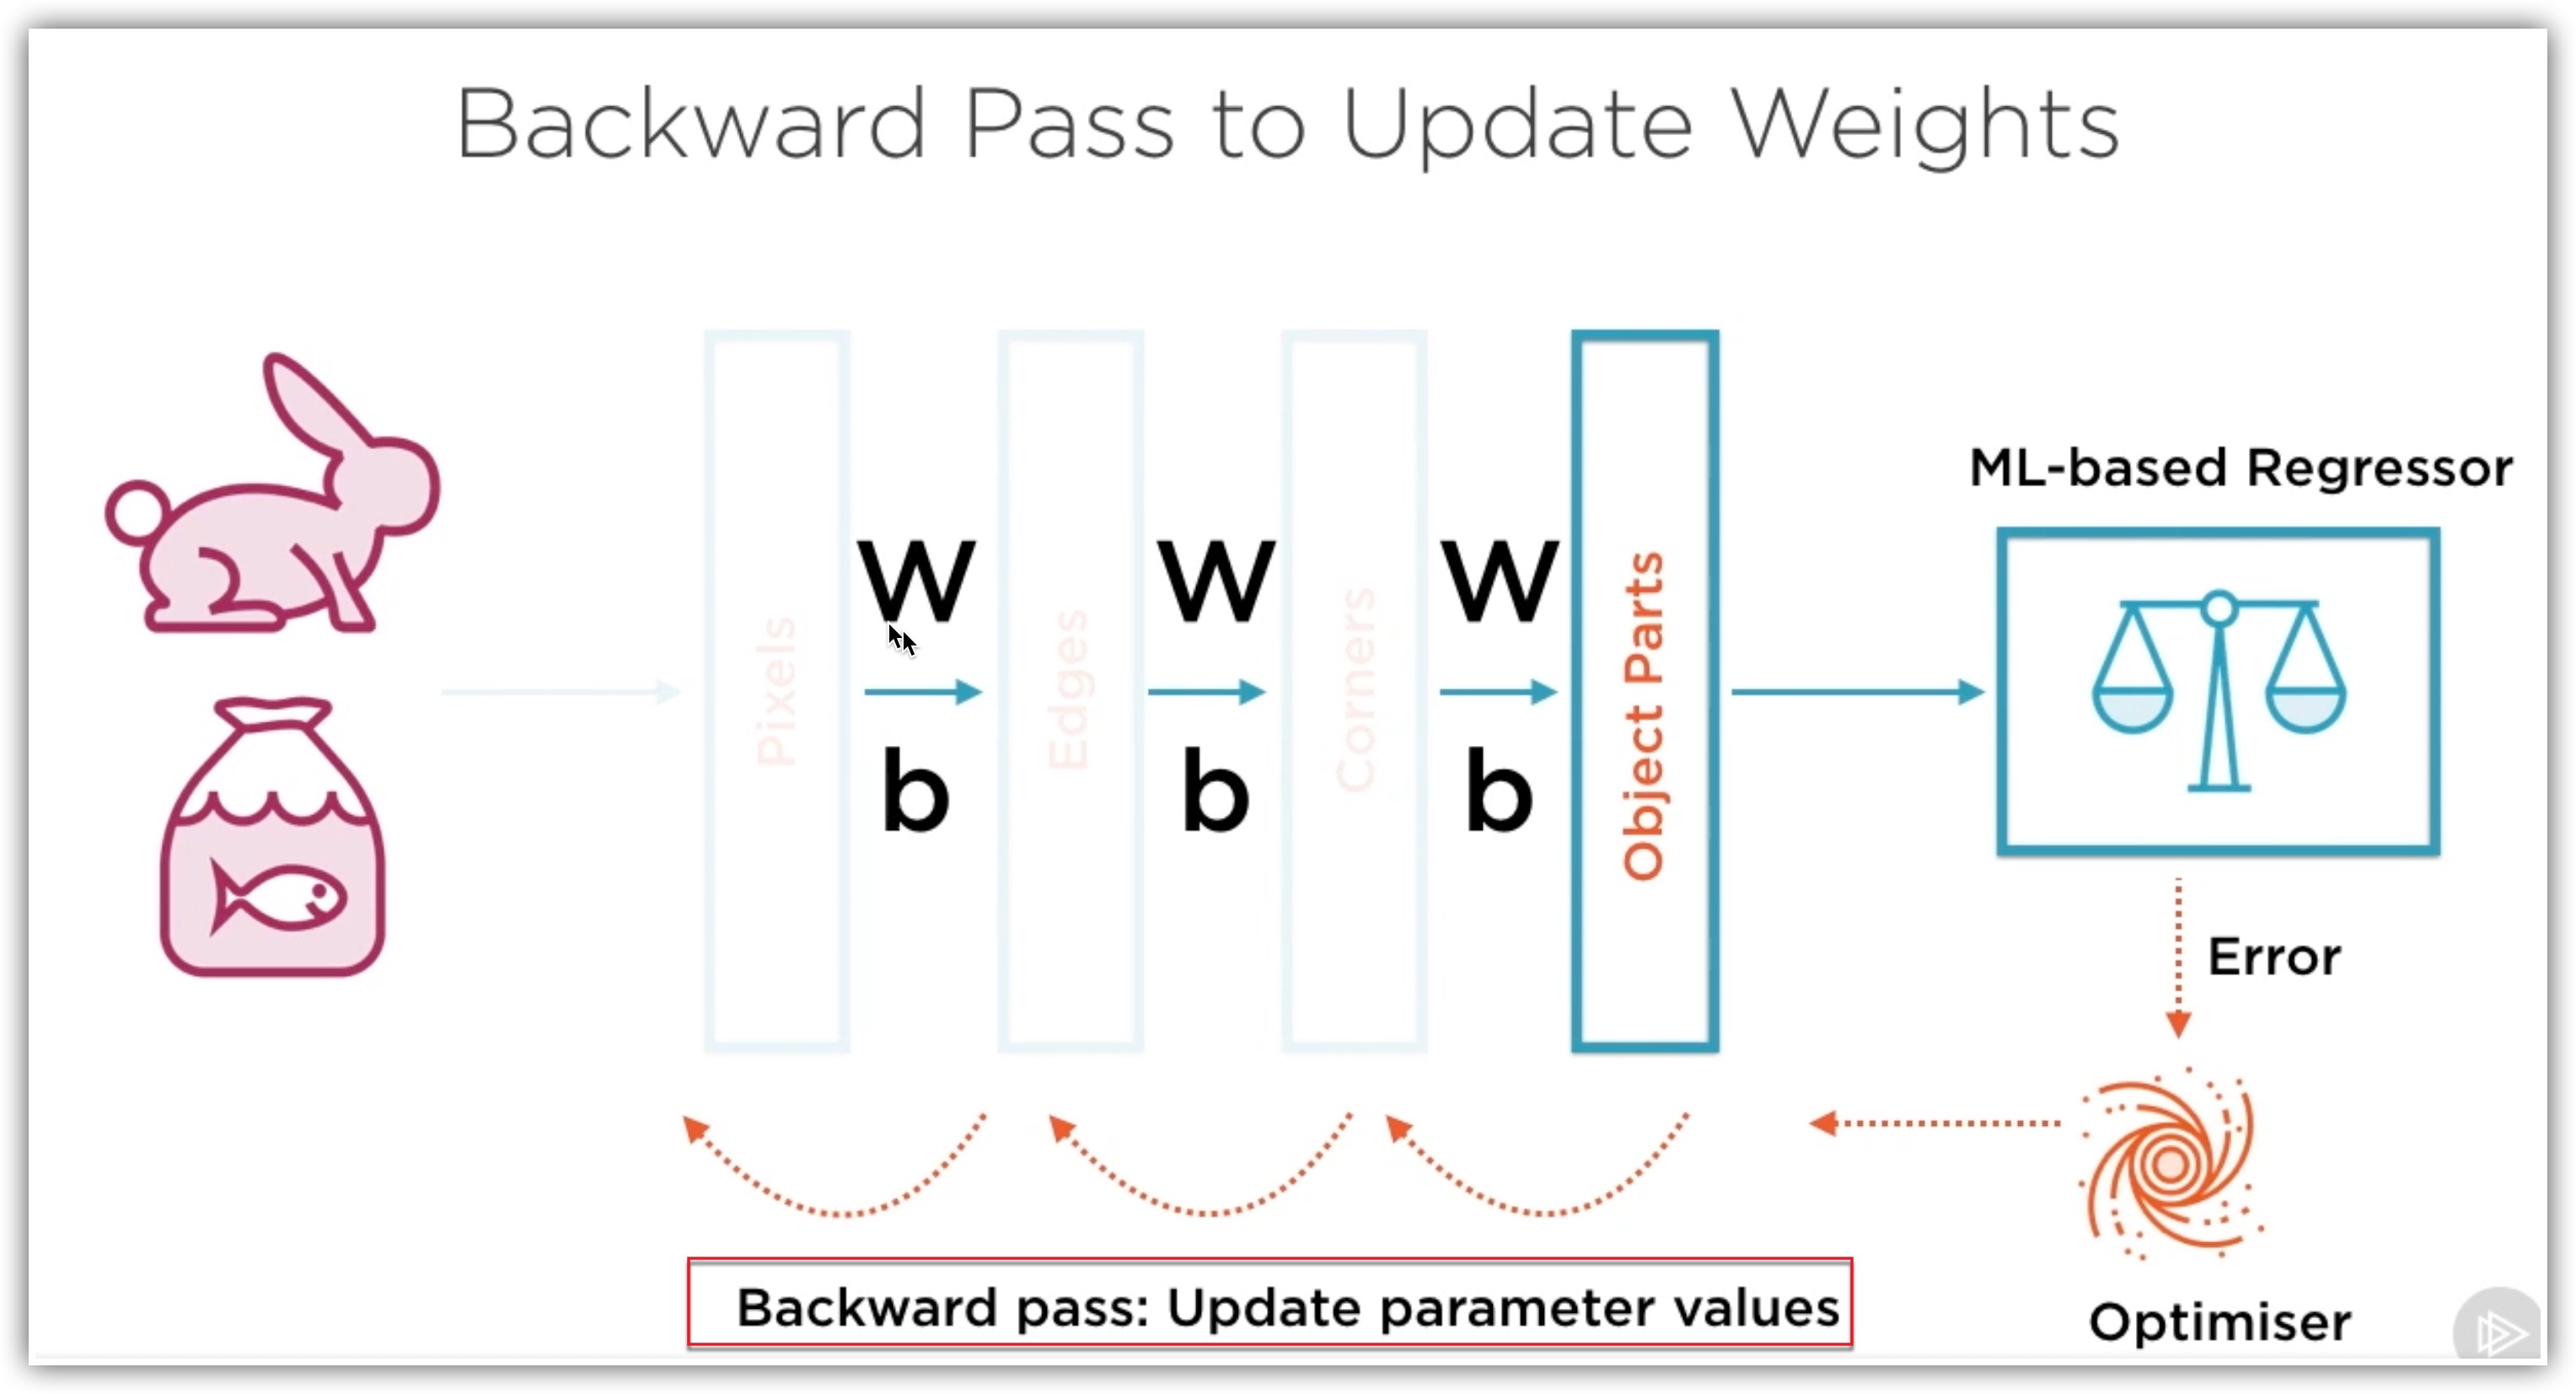 Backward Pass to Update Weights
ML-based Regressor
W
W
W
Pixels
Edges
Corners
Object Parts
b
b
b
Error
Backward pass: Update parameter values
Optimiser